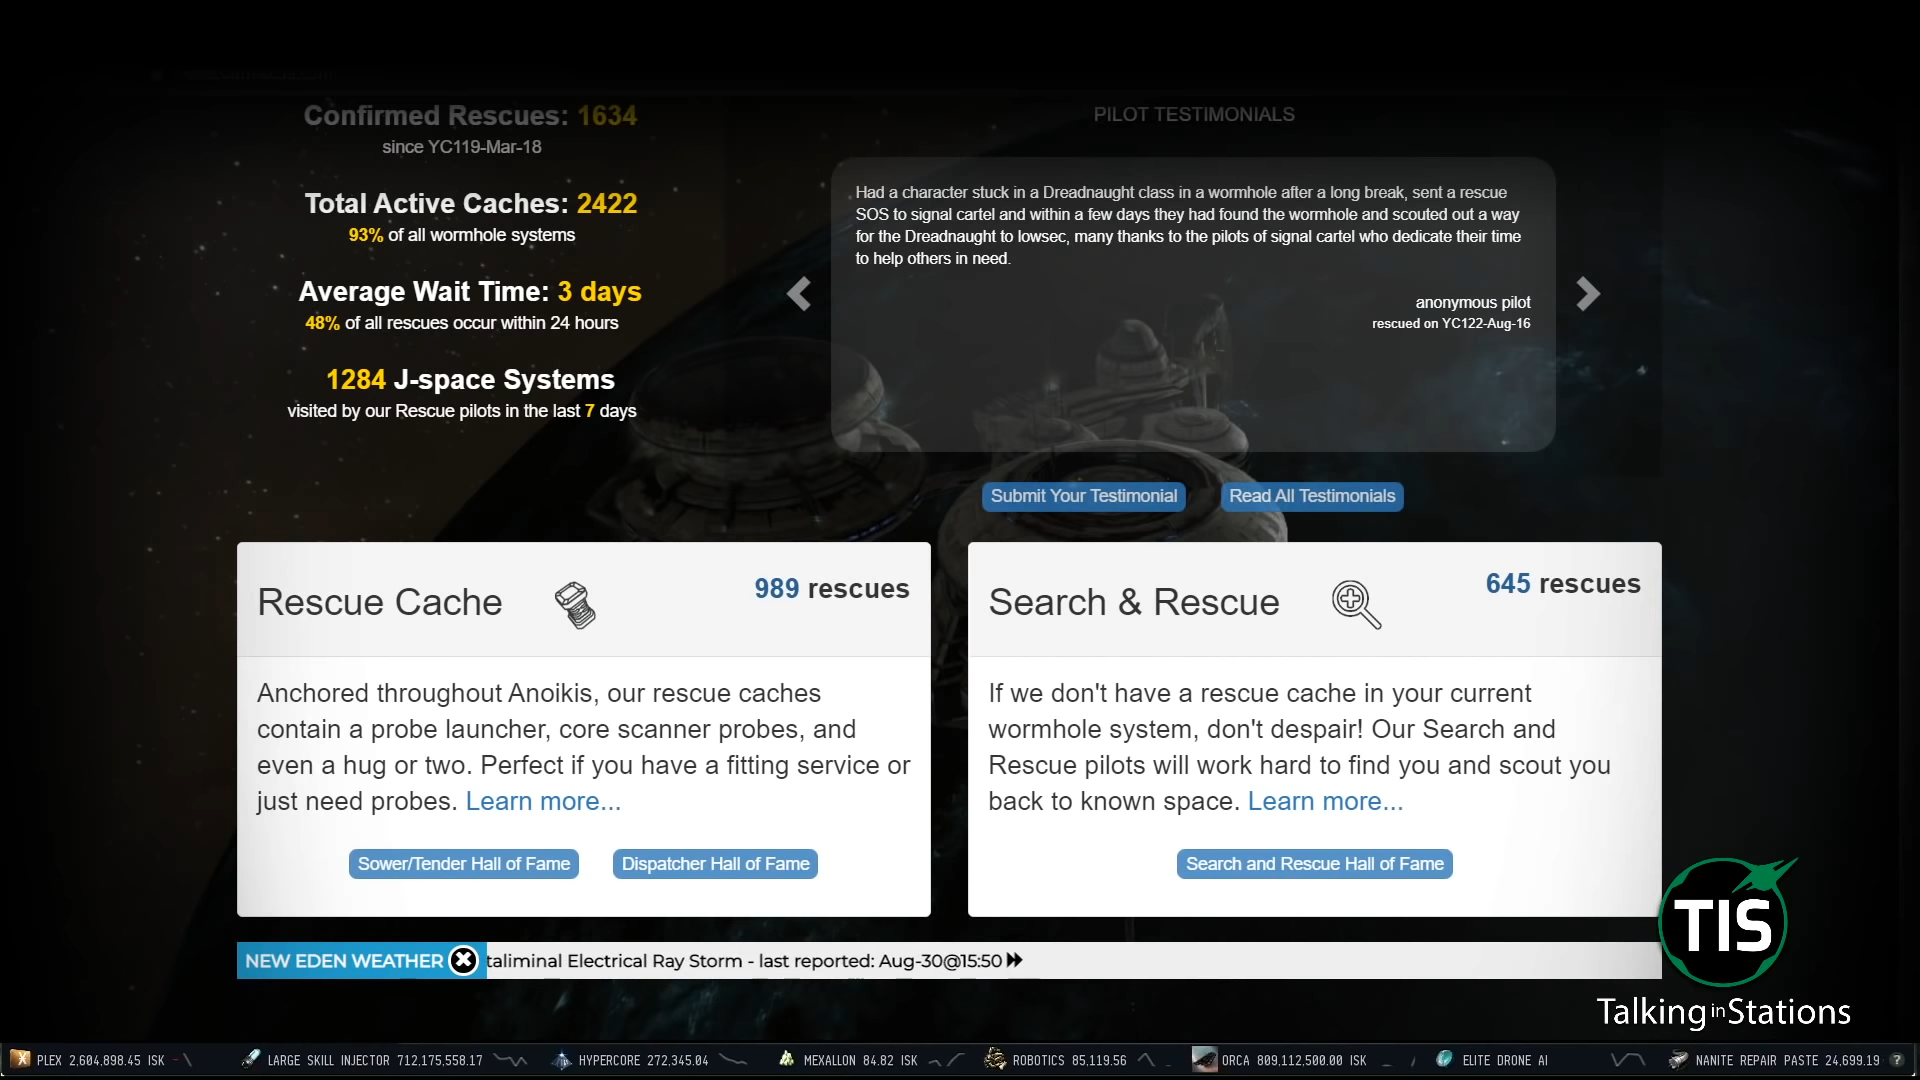 Confirmed Rescues: 1634
since YC119-Mar-18
Total Active Caches: 2422
93% of all wormhole systems
Average Wait Time: 3 days
48% of all rescues occur within 24 hours
1284 J-space Systems
visited by our Rescue pilots in the last 7 days
PILOT TESTIMONIALS
Had a character stuck in a Dreadnaught class in a wormhole after a long break, sent a rescue
SOS to signal cartel and within a few days they had found the wormhole and scouted out a way
for the Dreadnaught to lowsec, many thanks to the pilots of signal cartel who dedicate their time
to help others in need.
anonymous pilot
rescued on YC122-Aug-16
Submit Your Testimonial
Read All Testimonials
Rescue Cache
989 rescues
Anchored throughout Anoikis, our rescue caches
contain a probe launcher, core scanner probes, and
even a hug or two. Perfect if you have a fitting service or
just need probes. Learn more...
Sower/Tender Hall of Fame
Dispatcher Hall of Fame
Search & Rescue
645 rescues
If we don't have a rescue cache in your current
wormhole system, don't despair! Our Search and
Rescue pilots will work hard to find you and scout you
back to known space. Learn more...
Search and Rescue Hall of Fame
NEW EDEN WEATHER
taliminal Electrical Ray Storm - last reported: Aug-30@15:50
TIS
Talking in Stations
PLEX 2,604,898.45 ISK
LARGE SKILL INJECTOR 712,175,558.17
HYPERCORE 272,345.04
MEXALLON 84.82 ISK
ROBOTICS 85,119.56
ORCA 809,112,500.00 ISK
ELITE DRONE AI
NANITE REPAIR PASTE 24,699.19
?